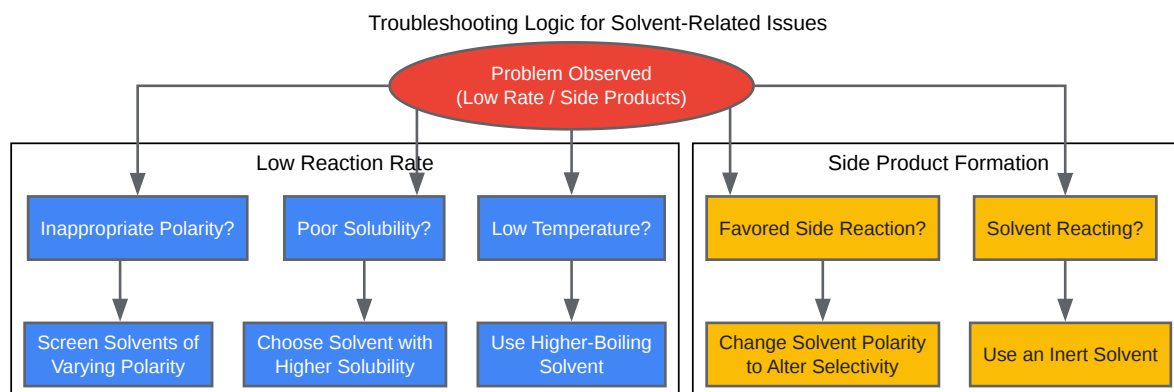 Troubleshooting Logic for Solvent-Related Issues
Problem Observed
(Low Rate / Side Products)
Low Reaction Rate
Side Product Formation
Inappropriate Polarity?
Poor Solubility?
Low Temperature?
Favored Side Reaction?
Solvent Reacting?
Screen Solvents of
Varying Polarity
Choose Solvent with
Higher Solubility
Use Higher-Boiling
Solvent
Change Solvent Polarity
to Alter Selectivity
Use an Inert Solvent